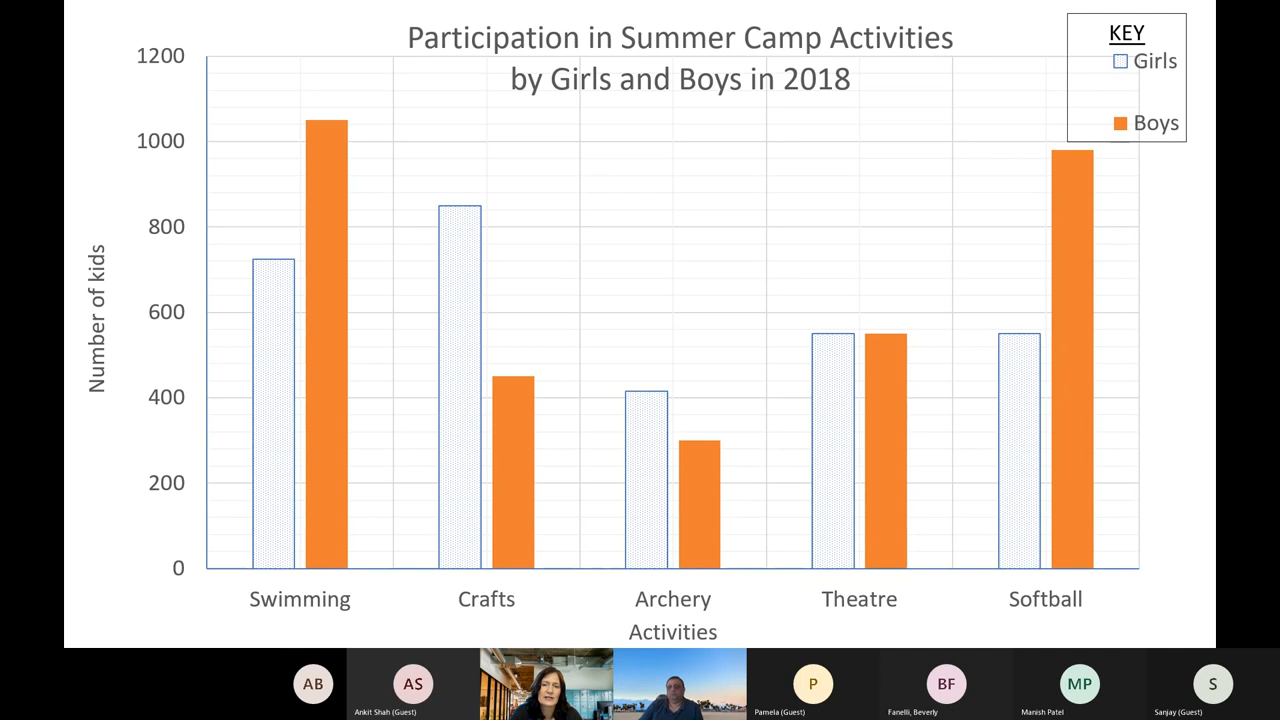 Participation in Summer Camp Activities
by Girls and Boys in 2018
KEY
Girls
Boys
1200
1000
800
600
400
200
0
Number of kids
Swimming
Crafts
Archery
Theatre
Softball
Activities
AB
AS
Ankit Shah (Guest)
P
Pamela (Guest)
BF
Fanelli, Beverly
MP
Manish Patel
S
Sanjay (Guest)